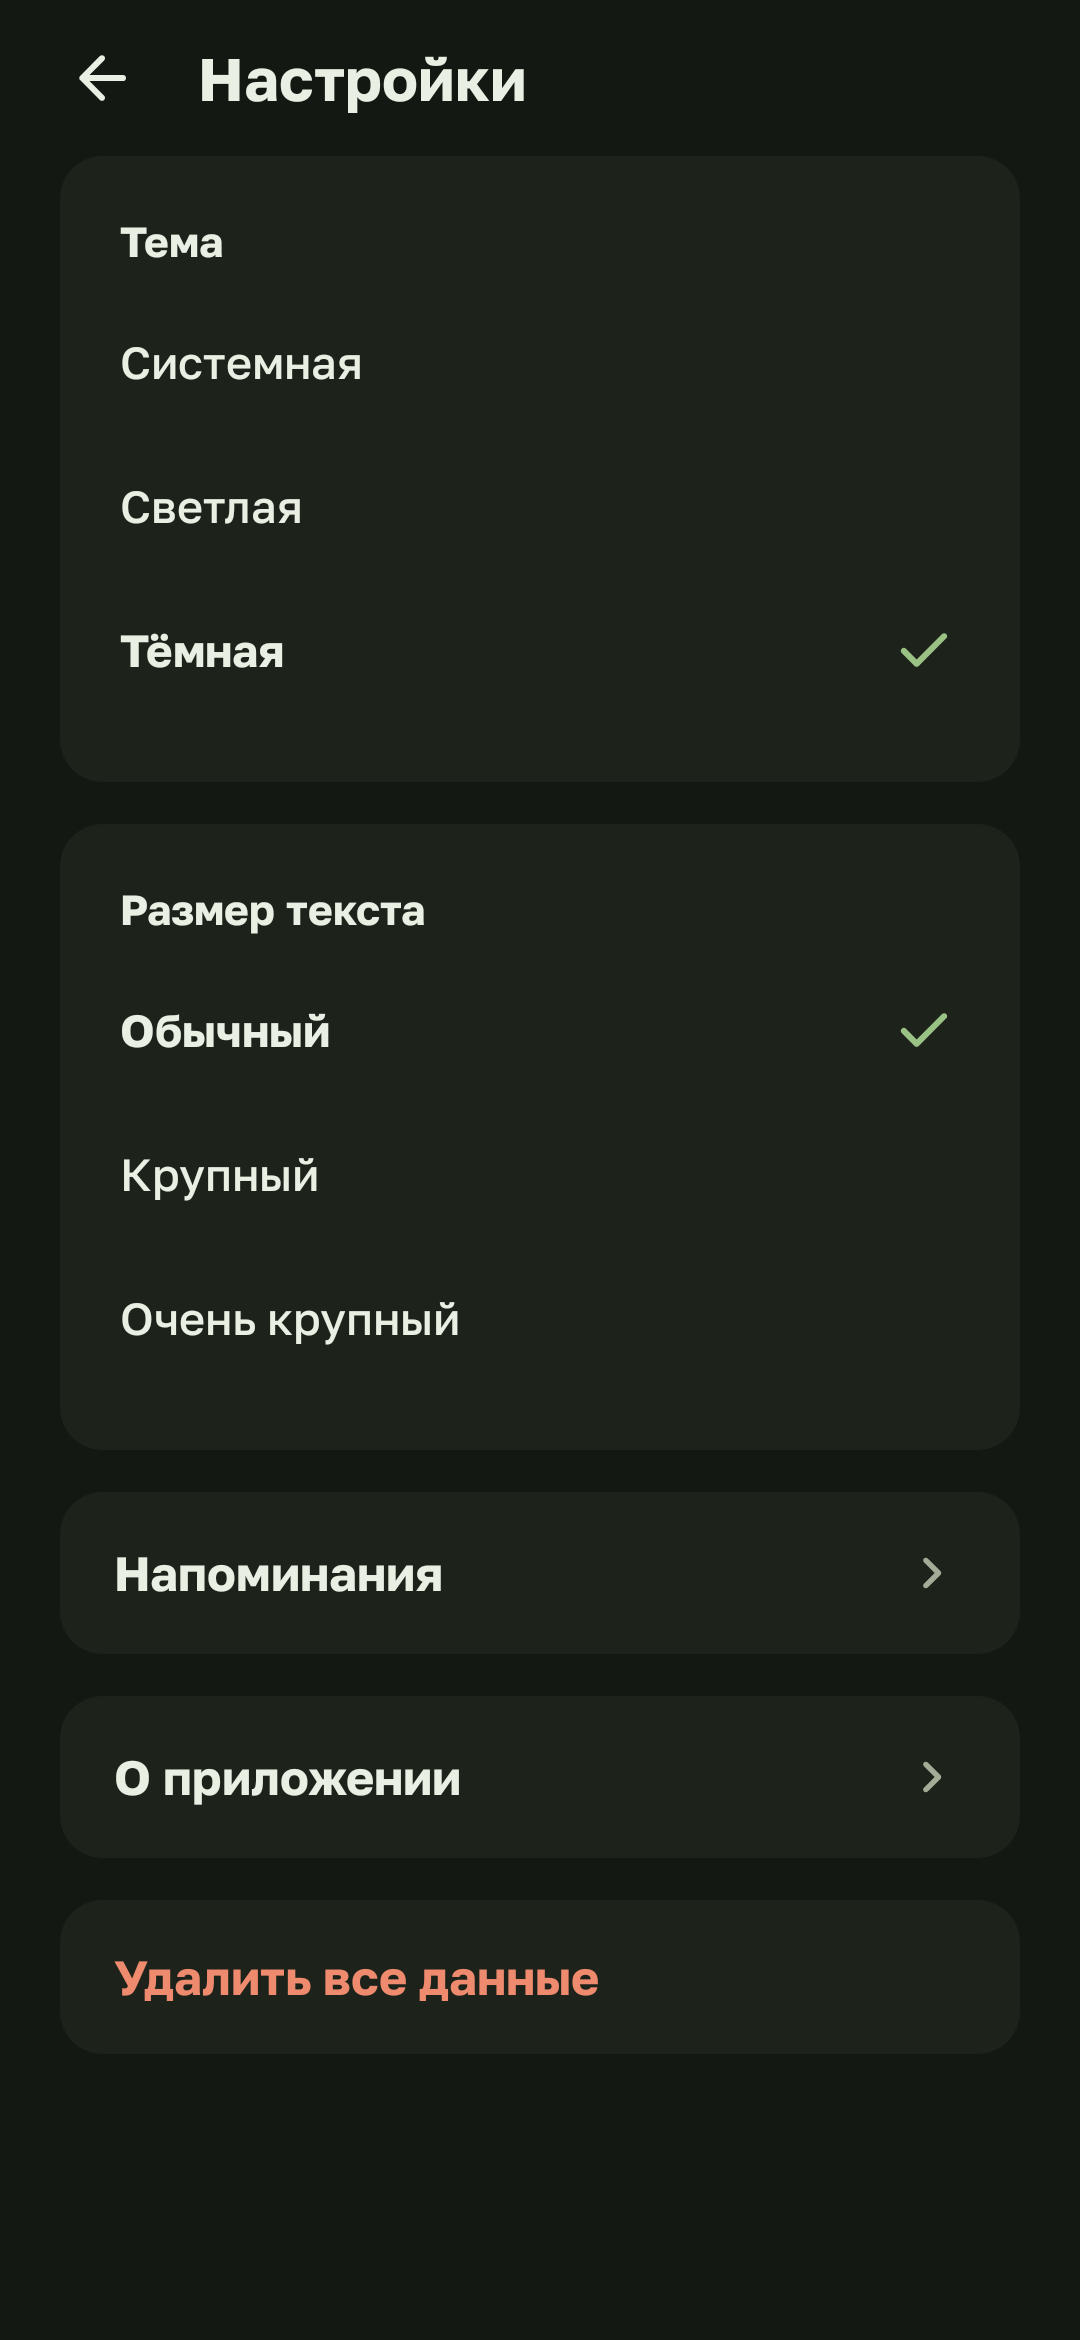 Настройки
Тема
Системная
Светлая
Тёмная
Размер текста
Обычный
Крупный
Очень крупный
Напоминания
О приложении
Удалить все данные